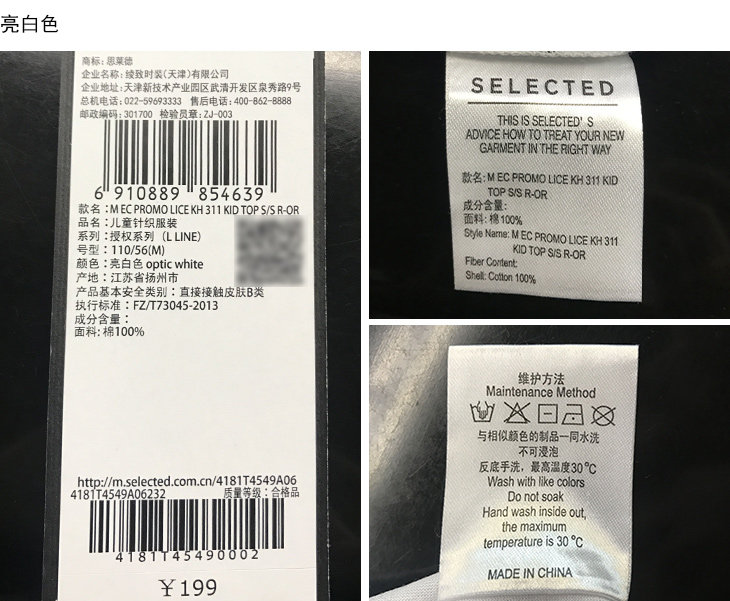 亮白色
商标: 思莱德
企业名称: 绫致时装(天津)有限公司
企业地址: 天津新技术产业园区武清开发区泉秀路9号
总机电话: 022-59693333 售后电话: 400-862-8888
邮政编码: 301700 检验员章: ZJ-003
6 910889 854639
款名: M EC PROMO LICE KH 311 KID TOP S/S R-OR
品名: 儿童针织服装
系列: 授权系列（L LINE）
号型: 110/56(M)
颜色: 亮白色 optic white
产地: 江苏省扬州市
产品基本安全类别: 直接接触皮肤B类
执行标准: FZ/T73045-2013
成分含量:
面料: 棉100%
http://m.selected.com.cn/4181T4549A06
4181T4549A06232 质量等级: 合格品
4181T45490002
￥199
SELECTED
THIS IS SELECTED' S
ADVICE HOW TO TREAT YOUR NEW
GARMENT IN THE RIGHT WAY
款名: M EC PROMO LICE KH 311 KID
TOP S/S R-OR
成分含量:
面料: 棉100%
Style Name: M EC PROMO LICE KH 311
KID TOP S/S R-OR
Fiber Content:
Shell: Cotton 100%
维护方法
Maintenance Method
与相似颜色的制品一同水洗
不可浸泡
反底手洗，最高温度30℃
Wash with like colors
Do not soak
Hand wash inside out,
the maximum
temperature is 30℃
MADE IN CHINA